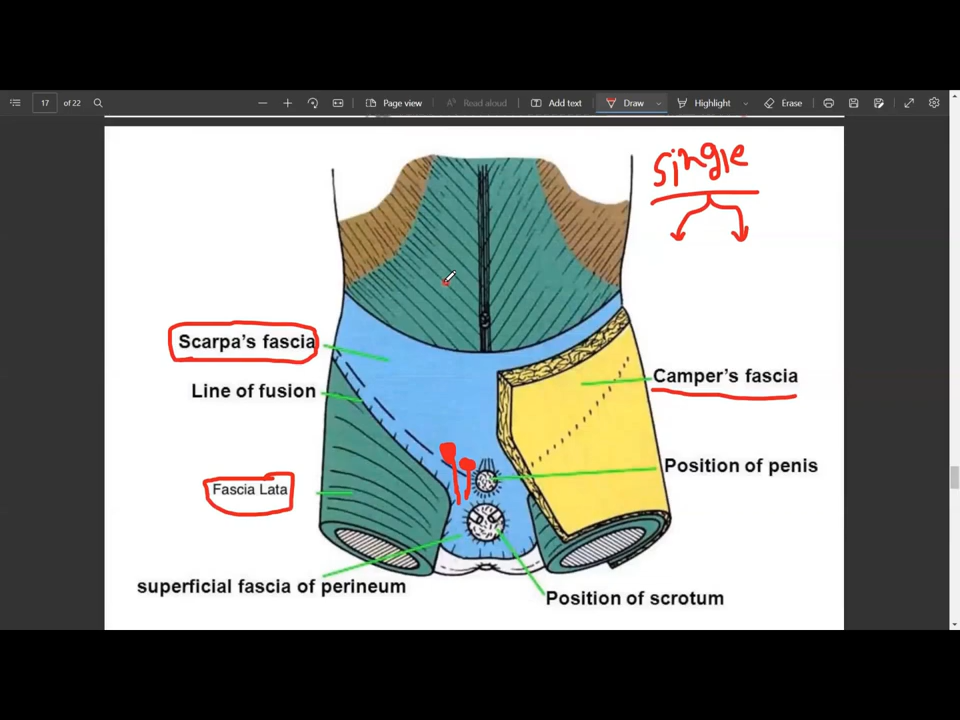 17 of 22 Page view Read aloud Add text Draw Highlight Erase
single
Scarpa's fascia
Line of fusion
Camper's fascia
Position of penis
Fascia Lata
superficial fascia of perineum
Position of scrotum